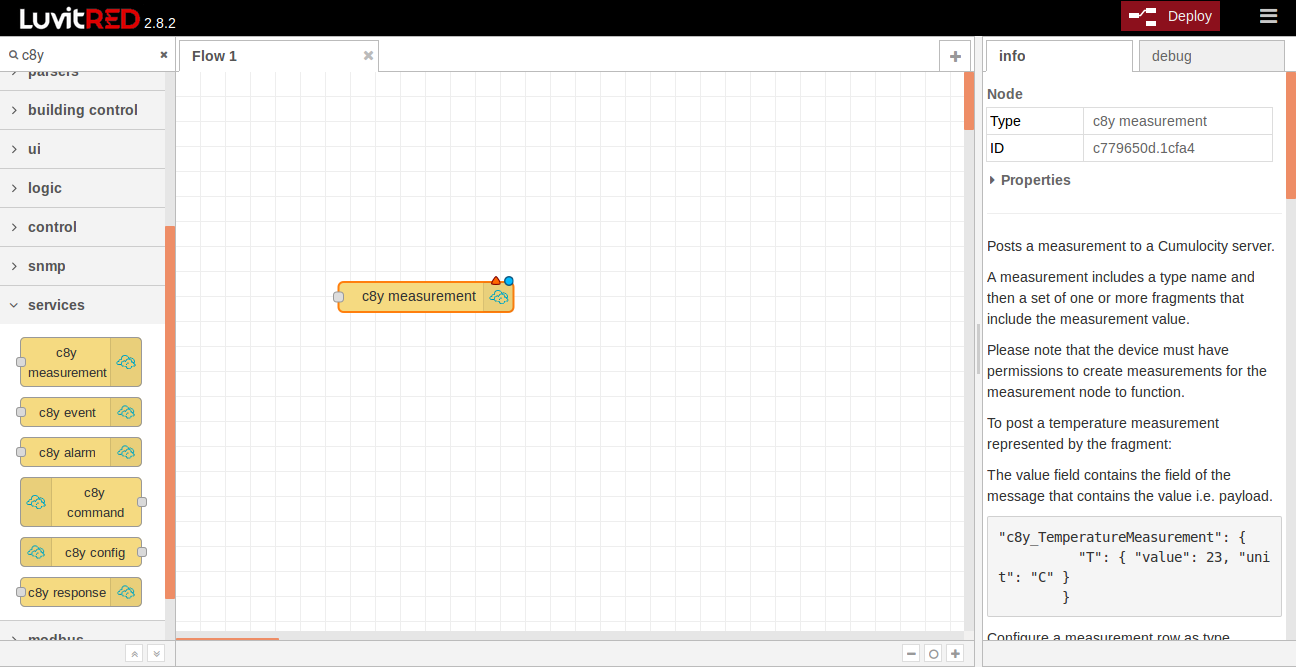 LuvitRED 2.8.2
Deploy
c8y
parsers
building control
ui
logic
control
snmp
services
c8y
measurement
c8y event
c8y alarm
c8y
command
c8y config
c8y response
modbus
Flow 1
c8y measurement
info
debug
Node
Type c8y measurement
ID c779650d.1cfa4
Properties
Posts a measurement to a Cumulocity server.
A measurement includes a type name and
then a set of one or more fragments that
include the measurement value.
Please note that the device must have
permissions to create measurements for the
measurement node to function.
To post a temperature measurement
represented by the fragment:
The value field contains the field of the
message that contains the value i.e. payload.
"c8y_TemperatureMeasurement": {
"T": { "value": 23, "uni
t": "C" }
}
Configure a measurement row as type